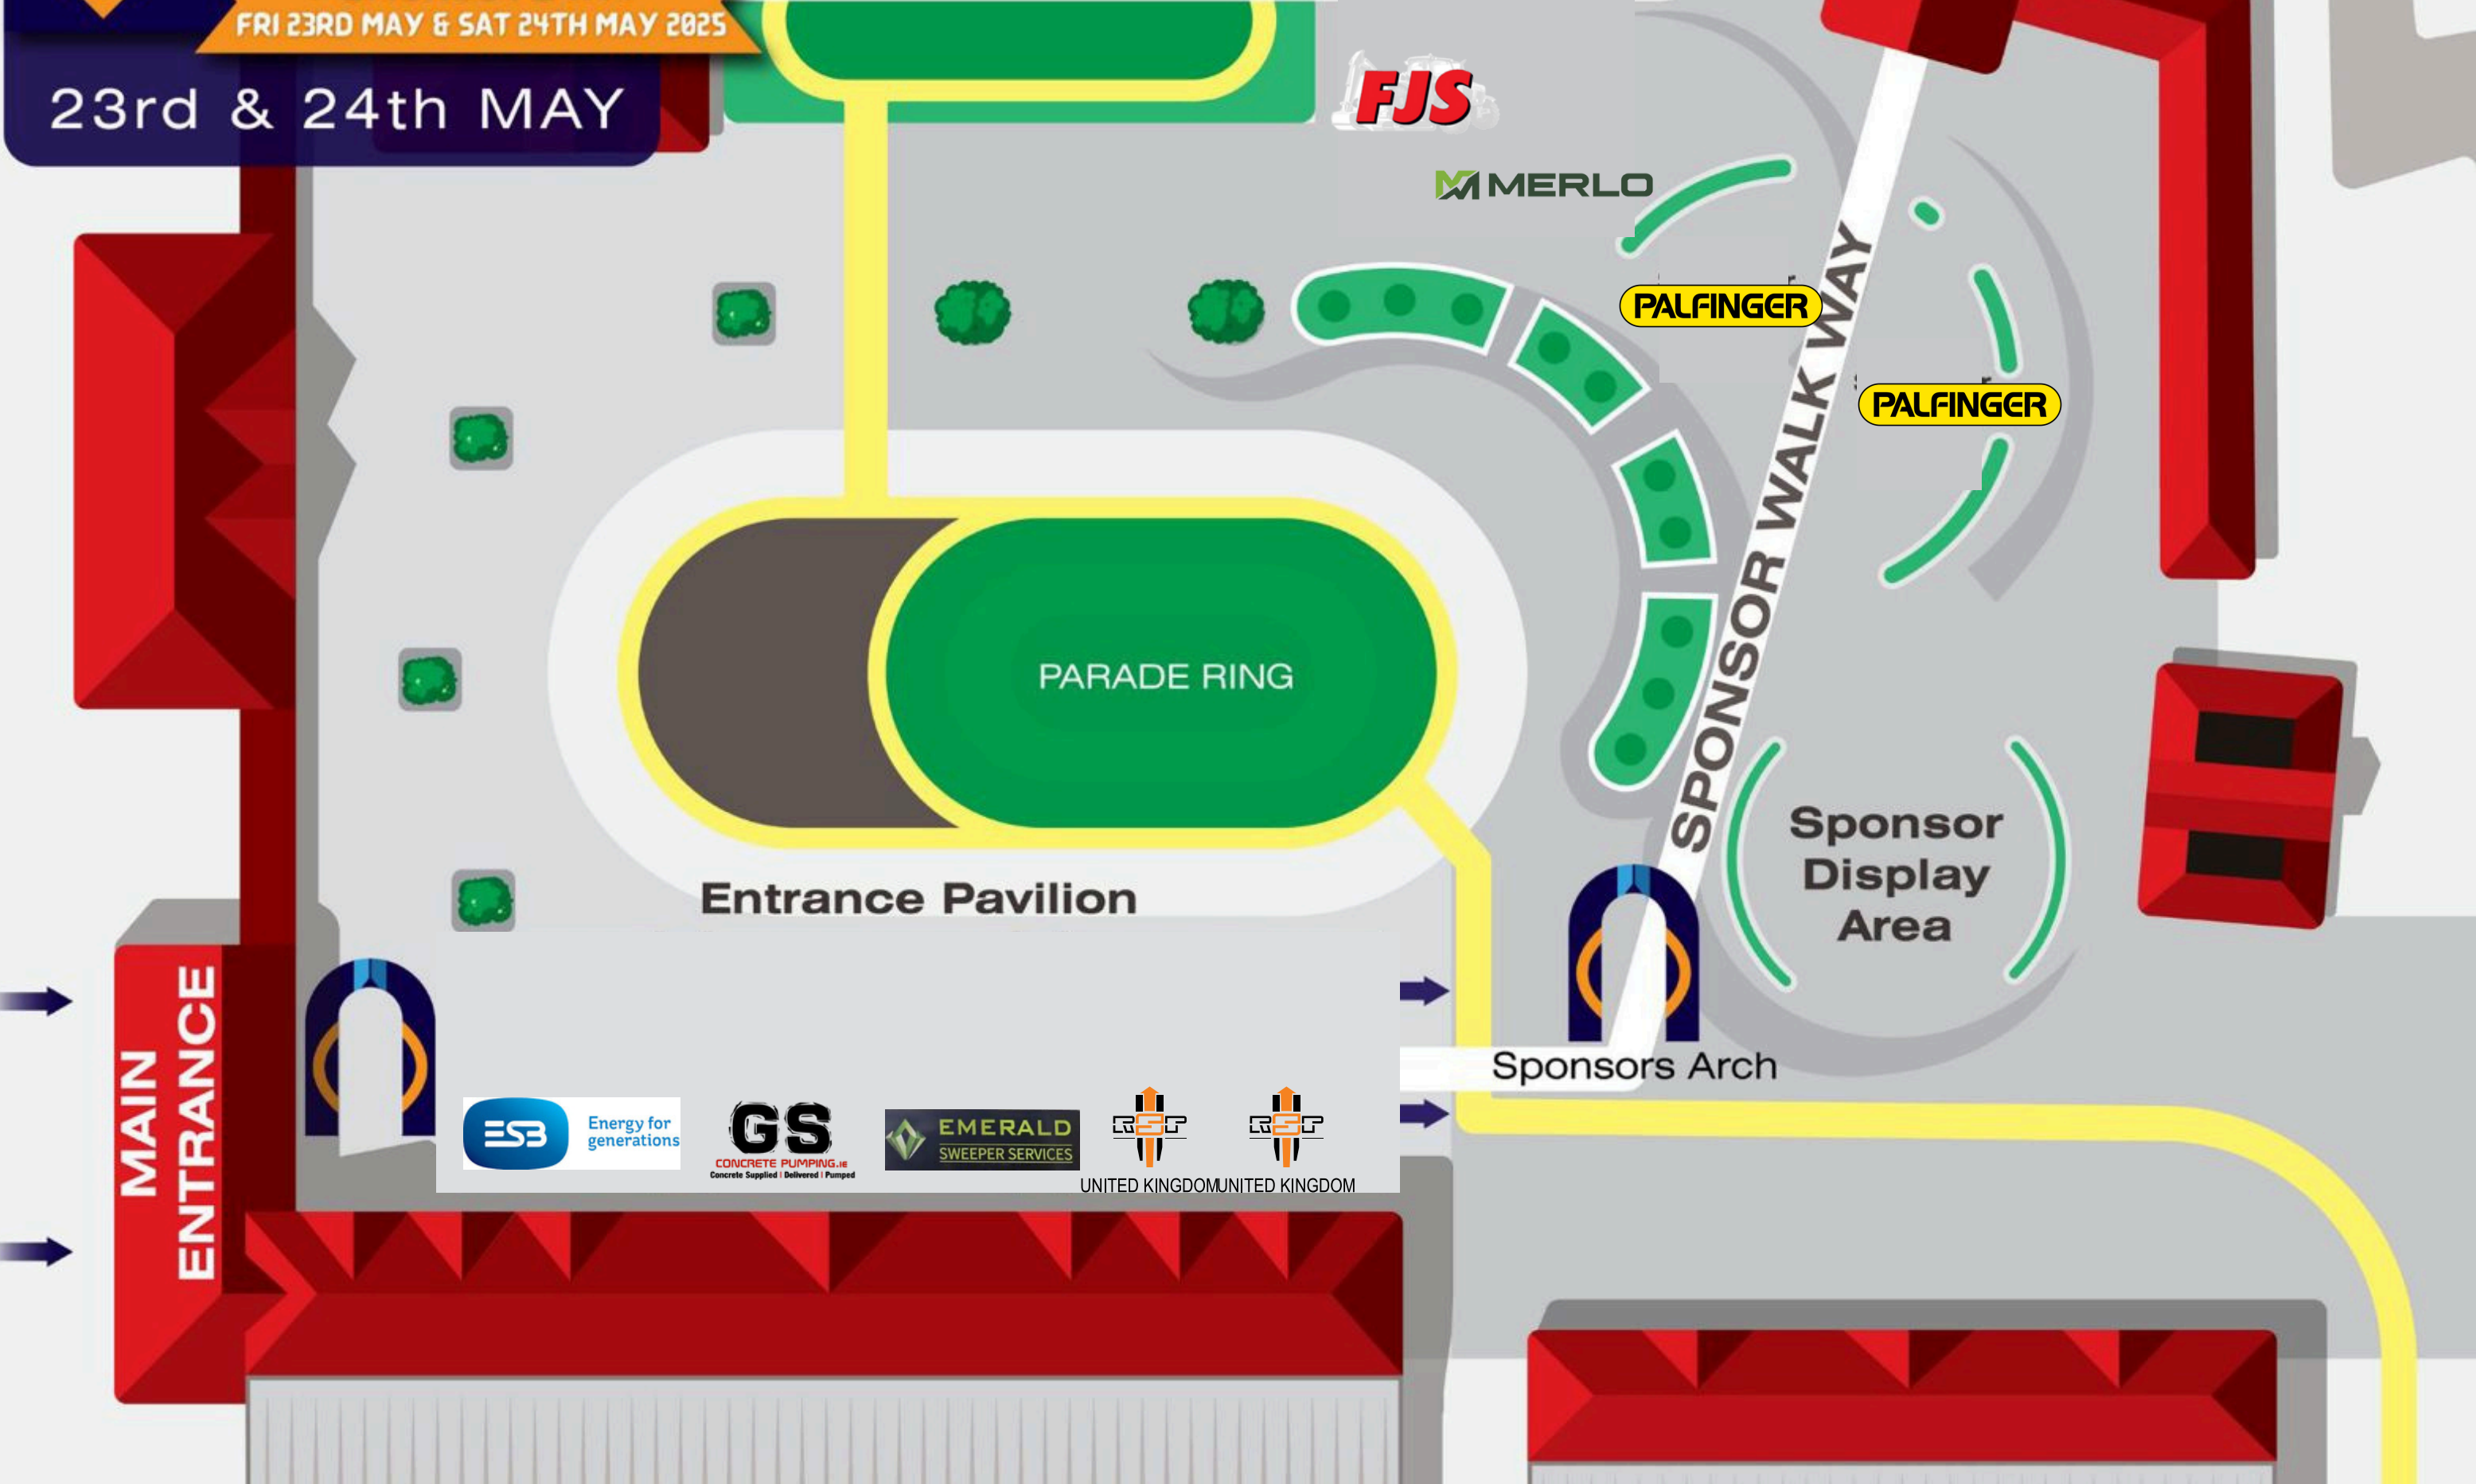 FRI 23RD MAY & SAT 24TH MAY 2025
23rd & 24th MAY
FJS
MERLO
PALFINGER
PALFINGER
SPONSOR WALK WAY
PARADE RING
Sponsor
Display
Area
Entrance Pavilion
MAIN
ENTRANCE
Sponsors Arch
ESB
Energy for
generations
GS
CONCRETE PUMPING.IE
Concrete Supplied | Delivered | Pumped
EMERALD
SWEEPER SERVICES
UNITED KINGDOM
UNITED KINGDOM